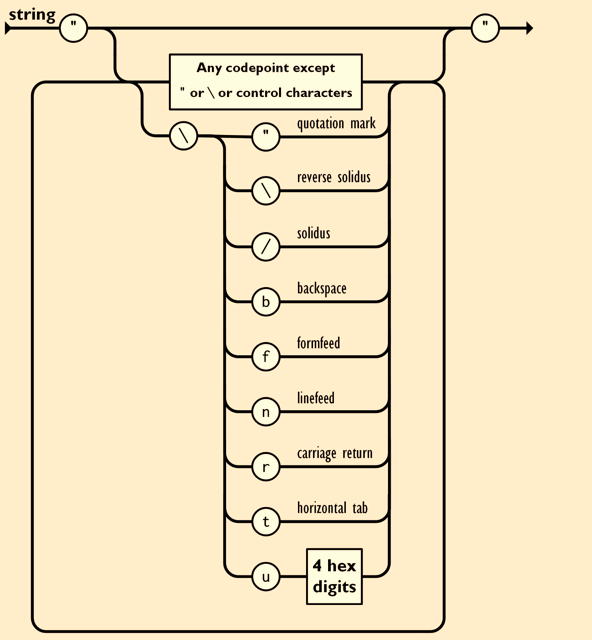 string
" "
Any codepoint except
" or \ or control characters
\ " quotation mark
\ reverse solidus
/ solidus
b backspace
f formfeed
n linefeed
r carriage return
t horizontal tab
u 4 hex
digits